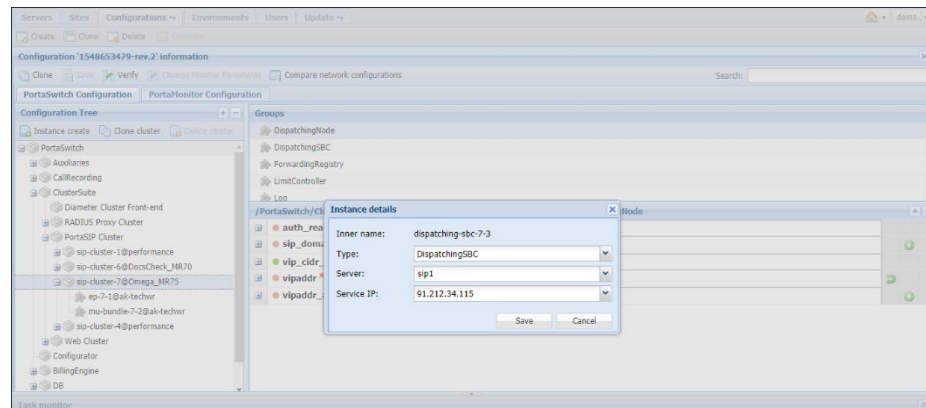 Servers Sites Configurations Environments Users Update demo
Create Clone Delete
Configuration '1548653479-rev.2' information
Clone Save Verify Change Monitor Thresholds Compare network configurations Search:
PortaSwitch Configuration PortaMonitor Configuration
Configuration Tree
Groups
Instance create Clone cluster Delete cluster
DispatchingNode
PortaSwitch
DispatchingSBC
Auxiliaries
ForwardingRegistry
CallRecording
LimitController
ClusterSuite
Log
Diameter Cluster Front-end
/PortaSwitch/Cl Node
RADIUS Proxy Cluster
PortaSIP Cluster
sip-cluster-1@performance
sip-cluster-6@DocsCheck_MR70
sip-cluster-7@Omega_MR75
ep-7-1@ak-techwr
mu-bundle-7-2@ak-techwr
sip-cluster-4@performance
Web Cluster
Configurator
BillingEngine
DB
auth_rea
sip_doma
vip_cidr_
vipaddr *
vipaddr_a
Instance details
Inner name: dispatching-sbc-7-3
Type: DispatchingSBC
Server: sip1
Service IP: 91.212.34.115
Save Cancel
Task monitor